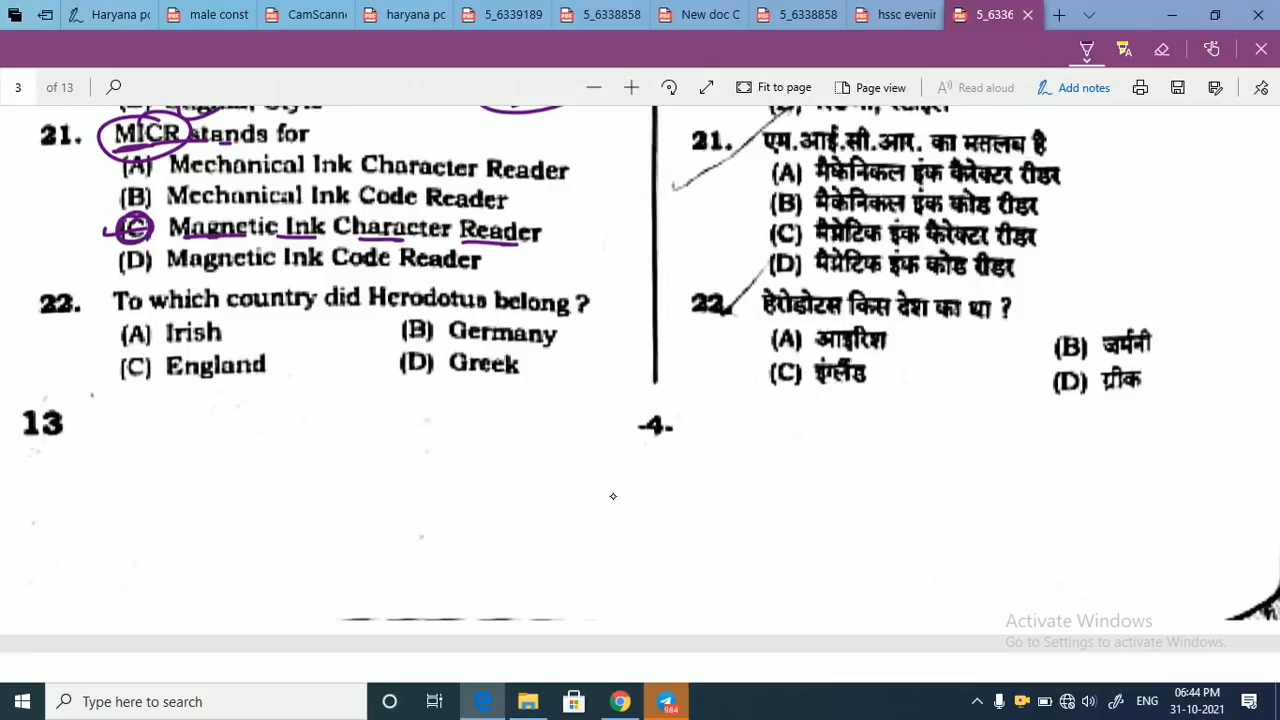 Haryana pc
male const
CamScanne
haryana pc
5_6339189
5_6338858
New doc C
5_6338858
hssc evenin
5_6336
3 of 13
Fit to page
Page view
Read aloud
Add notes
21. MICR stands for
(A) Mechanical Ink Character Reader
(B) Mechanical Ink Code Reader
(C) Magnetic Ink Character Reader
(D) Magnetic Ink Code Reader
22. To which country did Herodotus belong ?
(A) Irish (B) Germany
(C) England (D) Greek
21. एम.आई.सी.आर. का मतलब है
(A) मैकेनिकल इंक कैरेक्टर रीडर
(B) मैकेनिकल इंक कोड रीडर
(C) मैग्नेटिक इंक कैरेक्टर रीडर
(D) मैग्नेटिक इंक कोड रीडर
22. हेरोडोटस किस देश का था ?
(A) आइरिश (B) जर्मनी
(C) इंग्लैंड (D) ग्रीक
13 -4-
Activate Windows
Go to Settings to activate Windows.
Type here to search
984
ENG
06:44 PM
31-10-2021